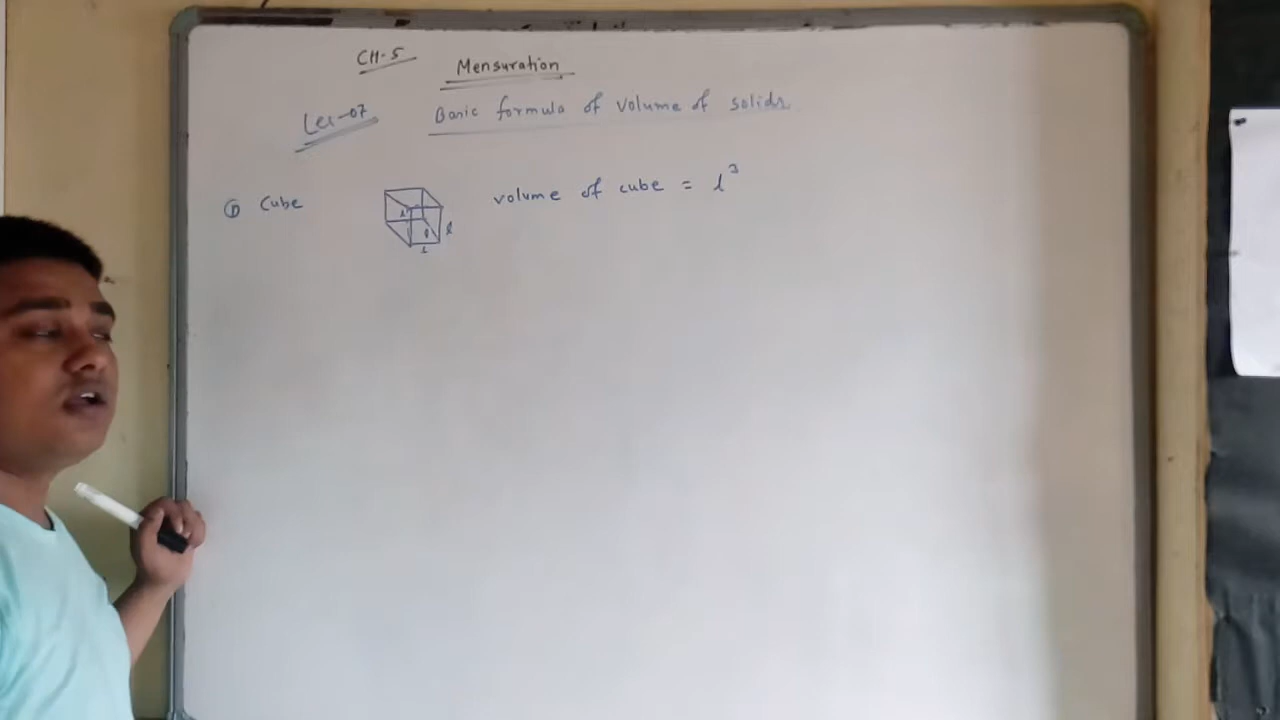 CH-5
Mensuration
Lec-07
Basic formula of volume of solids
① Cube
volume of cube = l³
l
l
l